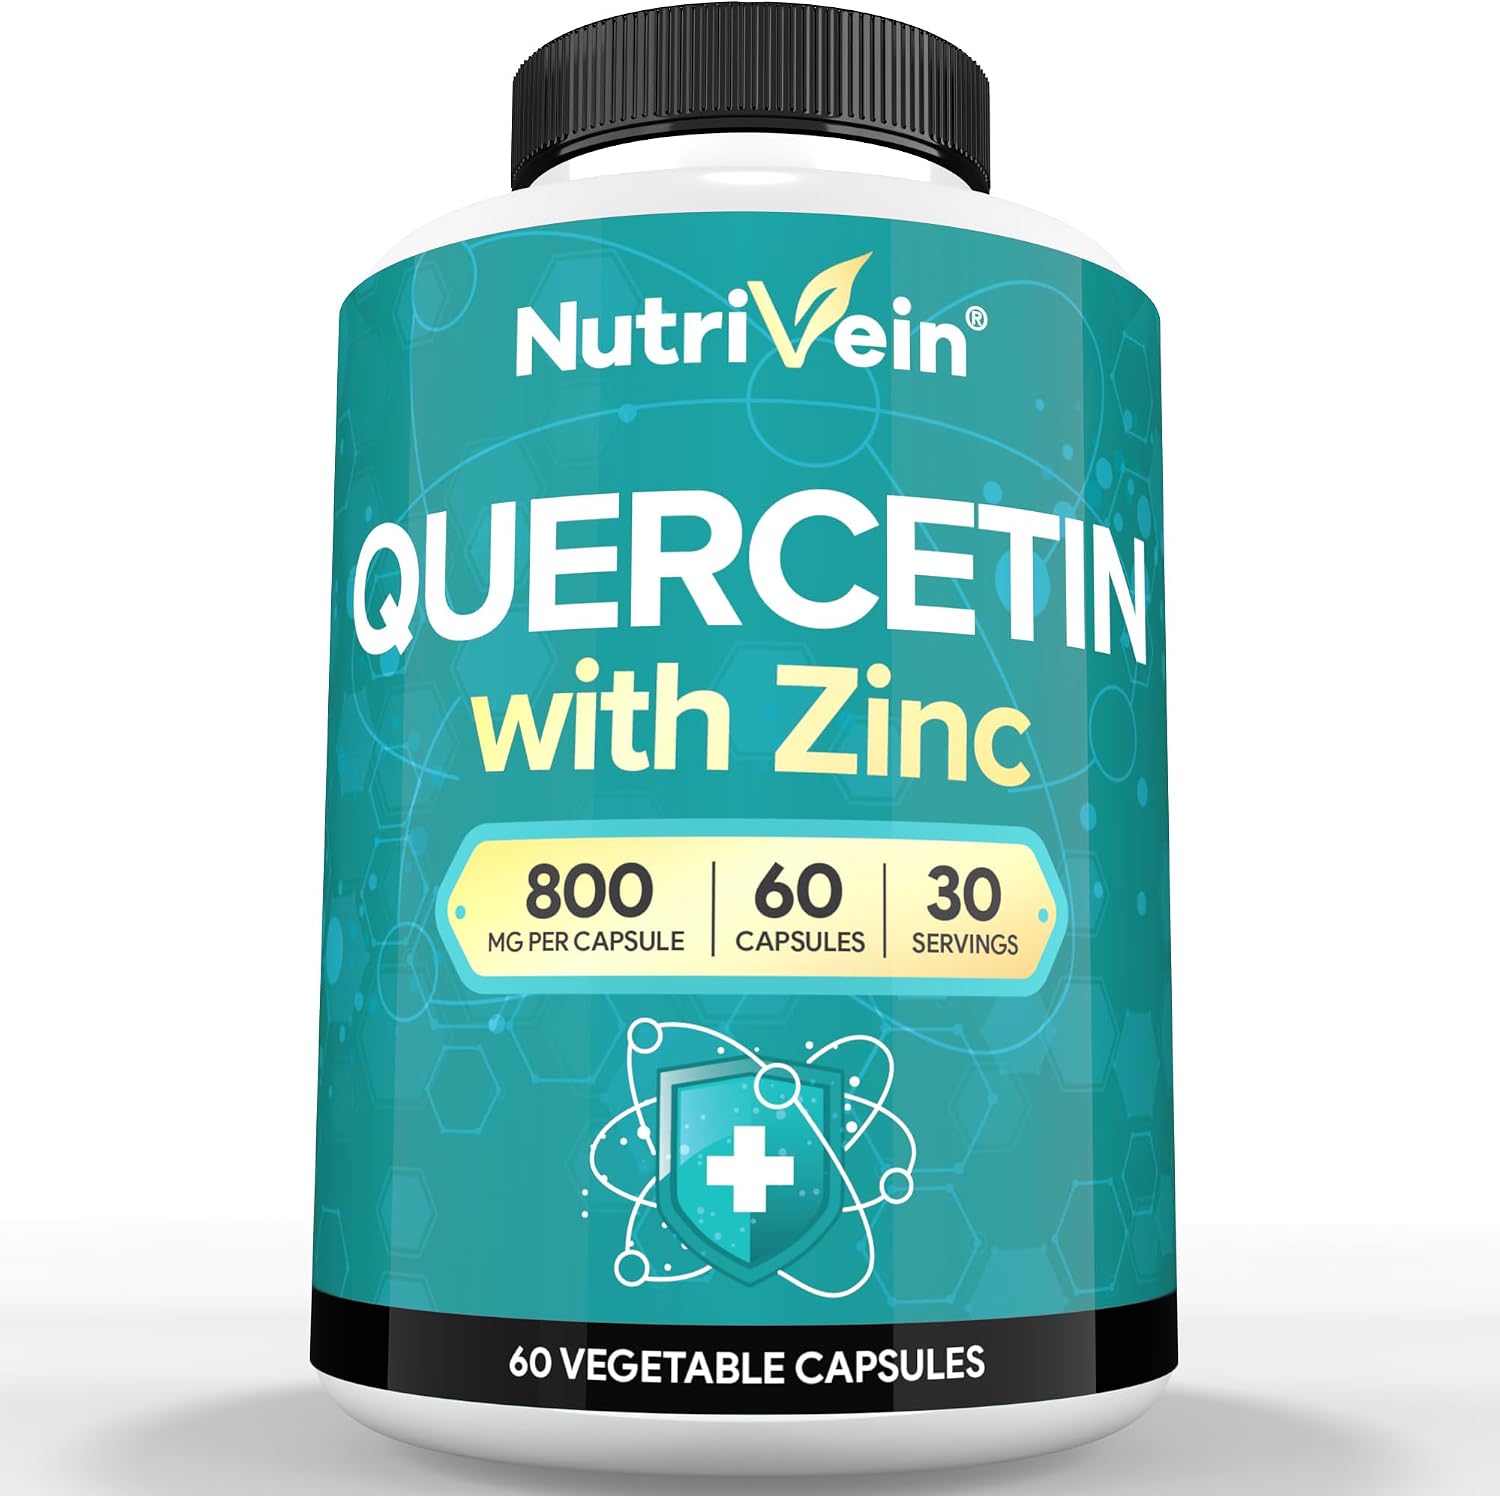 NutriVein®
QUERCETIN
with Zinc
800
MG PER CAPSULE
60
CAPSULES
30
SERVINGS
60 VEGETABLE CAPSULES